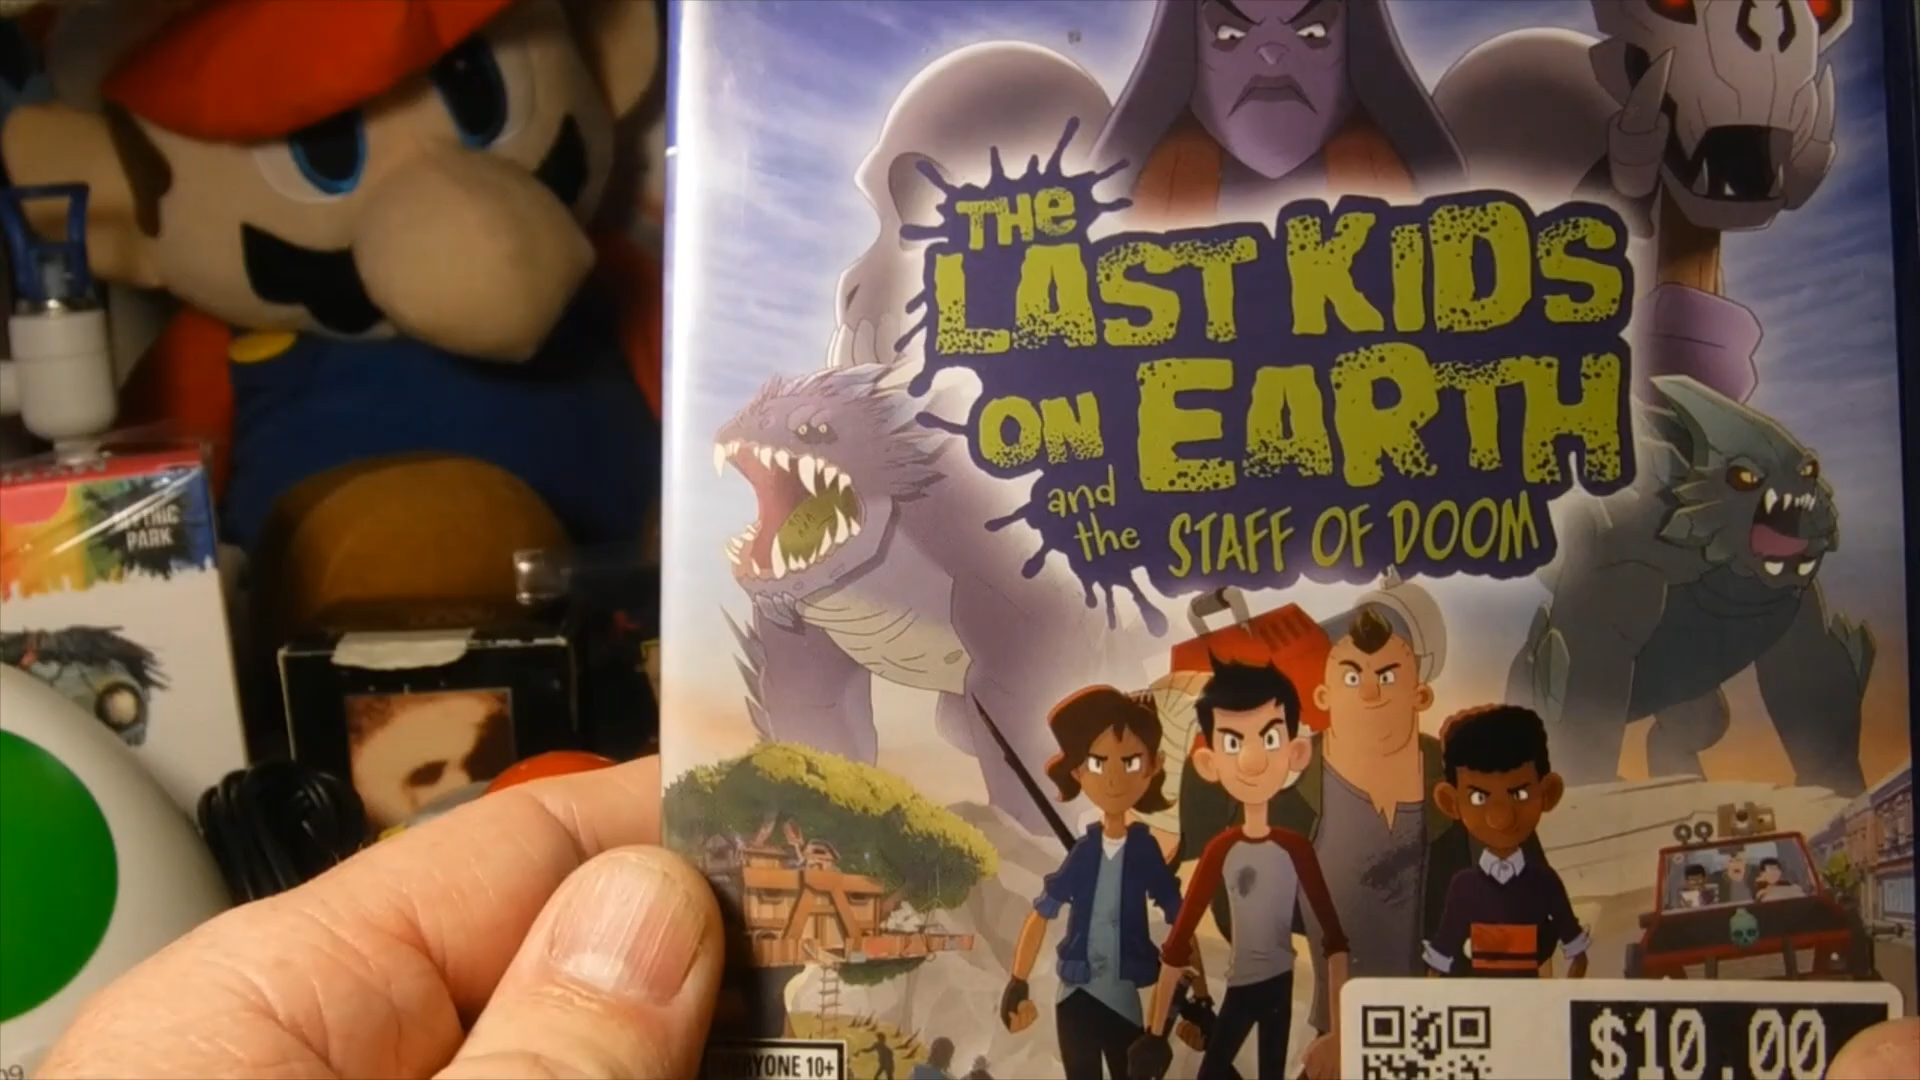 THe
LAST KiDS
ON EARTH
and
the STAFF OF DOOM
PARK
EVERYONE 10+
$10.00